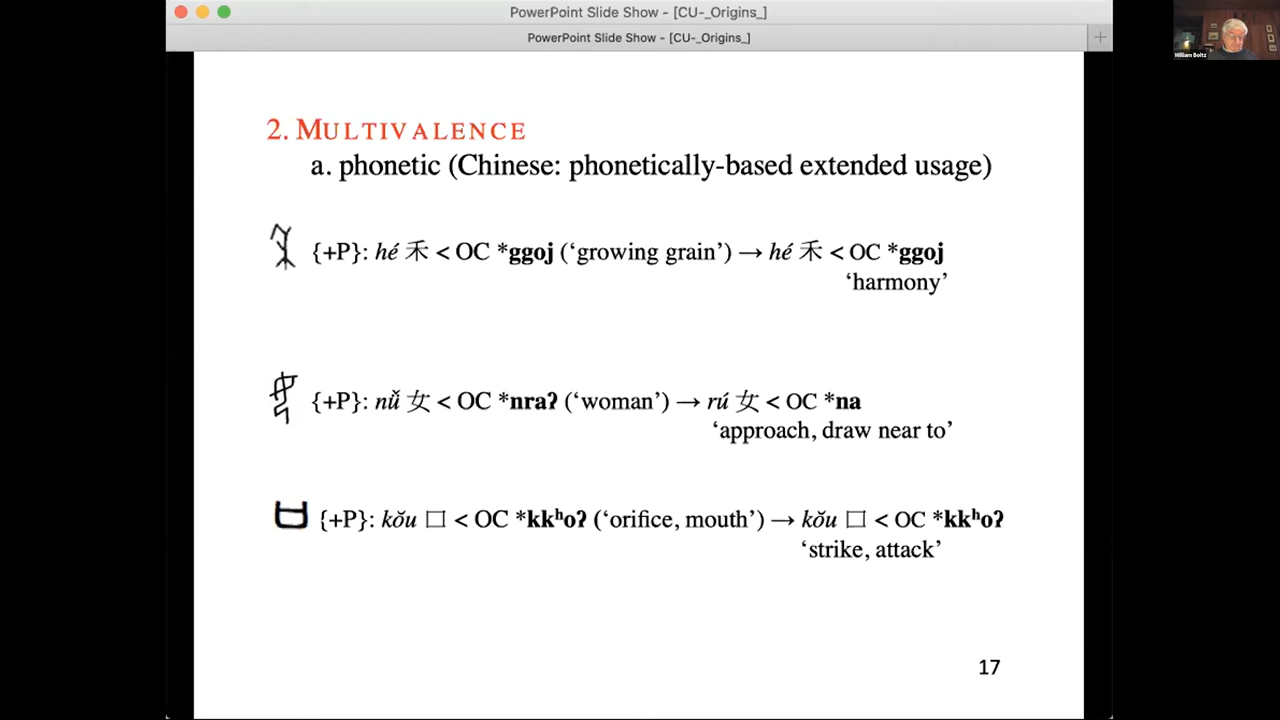 PowerPoint Slide Show - [CU-_Origins_]
PowerPoint Slide Show - [CU-_Origins_]
William Boltz
2. MULTIVALENCE
a. phonetic (Chinese: phonetically-based extended usage)
{+P}: hé 禾 < OC *ggoj (‘growing grain’) → hé 禾 < OC *ggoj
‘harmony’
{+P}: nǚ 女 < OC *nraʔ (‘woman’) → rú 女 < OC *na
‘approach, draw near to’
{+P}: kǒu 口 < OC *kkʰoʔ (‘orifice, mouth’) → kǒu 口 < OC *kkʰoʔ
‘strike, attack’
17